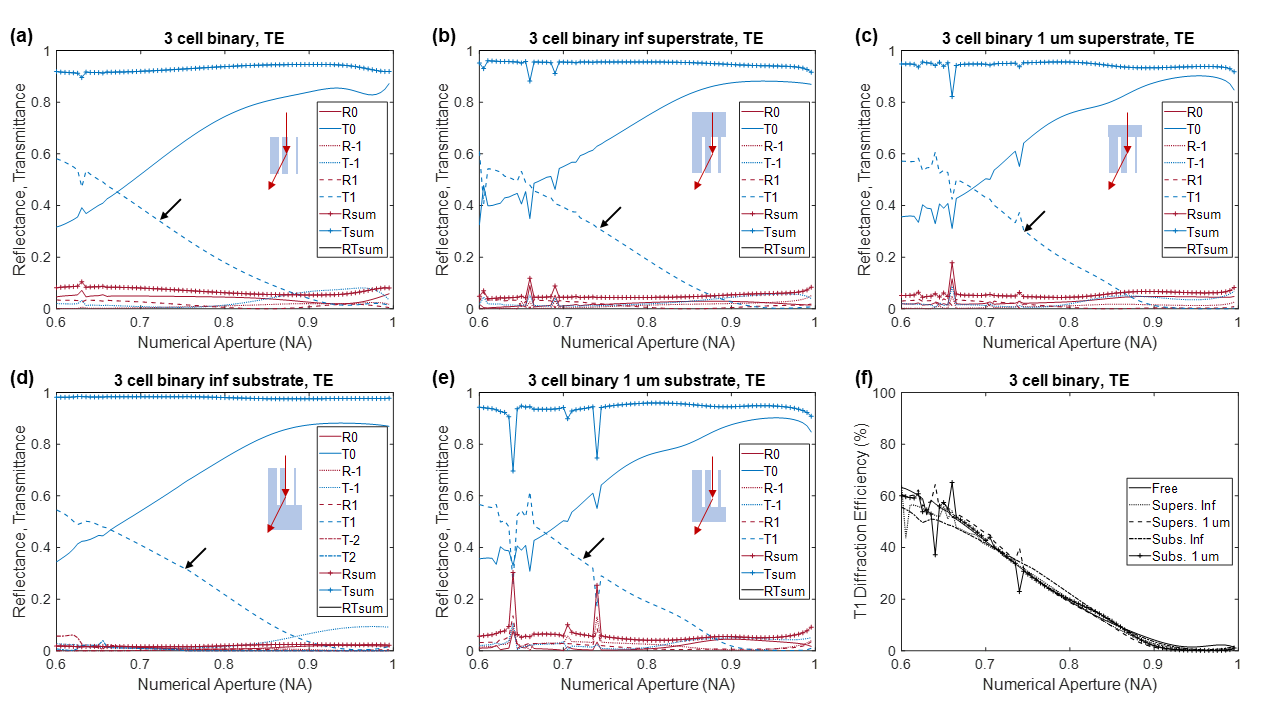 (a)
3 cell binary, TE
Reflectance, Transmittance
1
0.8
0.6
0.4
0.2
0
0.6
0.7
0.8
0.9
1
Numerical Aperture (NA)
R0
T0
R-1
T-1
R1
T1
Rsum
Tsum
RTsum
(b)
3 cell binary inf superstrate, TE
Reflectance, Transmittance
1
0.8
0.6
0.4
0.2
0
0.6
0.7
0.8
0.9
1
Numerical Aperture (NA)
R0
T0
R-1
T-1
R1
T1
Rsum
Tsum
RTsum
(c)
3 cell binary 1 um superstrate, TE
Reflectance, Transmittance
1
0.8
0.6
0.4
0.2
0
0.6
0.7
0.8
0.9
1
Numerical Aperture (NA)
R0
T0
R-1
T-1
R1
T1
Rsum
Tsum
RTsum
(d)
3 cell binary inf substrate, TE
Reflectance, Transmittance
1
0.8
0.6
0.4
0.2
0
0.6
0.7
0.8
0.9
1
Numerical Aperture (NA)
R0
T0
R-1
T-1
R1
T1
T-2
T2
Rsum
Tsum
RTsum
(e)
3 cell binary 1 um substrate, TE
Reflectance, Transmittance
1
0.8
0.6
0.4
0.2
0
0.6
0.7
0.8
0.9
1
Numerical Aperture (NA)
R0
T0
R-1
T-1
R1
T1
Rsum
Tsum
RTsum
(f)
3 cell binary, TE
T1 Diffraction Efficiency (%)
100
80
60
40
20
0
0.6
0.7
0.8
0.9
1
Numerical Aperture (NA)
Free
Supers. Inf
Supers. 1 um
Subs. Inf
Subs. 1 um